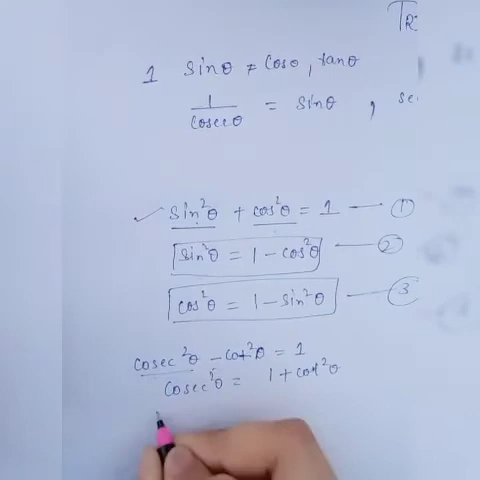 TR
1 sinθ = cosθ, tanθ
1/cosecθ = sinθ, se
sin²θ + cos²θ = 1 — ①
sin²θ = 1 - cos²θ — ②
cos²θ = 1 - sin²θ — ③
cosec²θ - cot²θ = 1
cosec²θ = 1 + cot²θ